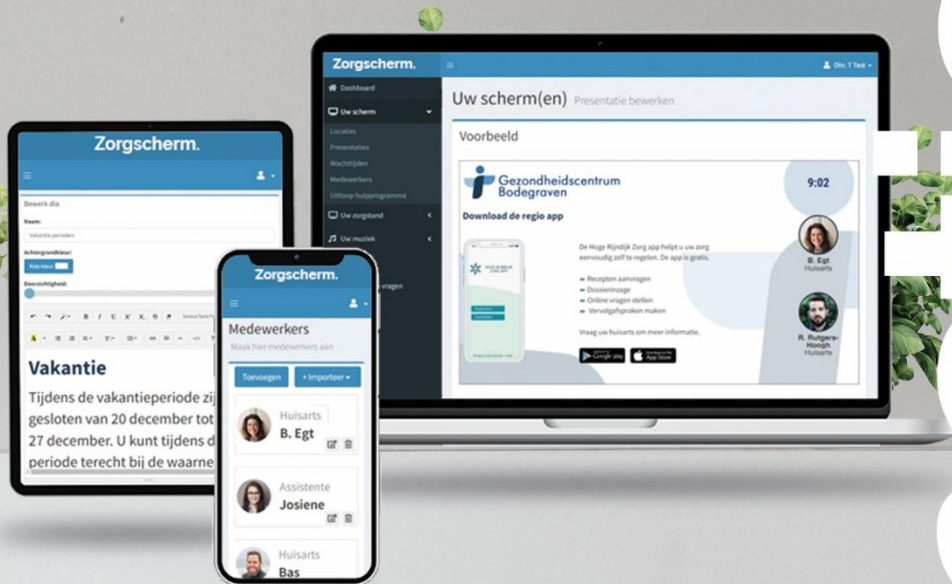 Zorgscherm.
Bewerk dia
Naam:
Vakantie perioden
Achtergrondkleur:
Kies kleur
Doorzichtigheid:
Vakantie
Tijdens de vakantieperiode zij
gesloten van 20 december tot
27 december. U kunt tijdens d
periode terecht bij de waarne
Zorgscherm.
Medewerkers
Maak hier medewerkers aan
Toevoegen
+ Importeer
Huisarts
B. Egt
Assistente
Josiene
Huisarts
Bas
Zorgscherm.
Dhr. T Test
Dashboard
Uw scherm
Locaties
Presentaties
Wachttijden
Medewerkers
Uitloop hulpprogramma
Uw zorgstand
Uw muziek
vragen
Uw scherm(en) Presentatie bewerken
Voorbeeld
Gezondheidscentrum
Bodegraven
9:02
Download de regio app
De Hoge Rijndijk Zorg app helpt u uw zorg
eenvoudig zelf te regelen. De app is gratis.
Recepten aanvragen
Dossierinzage
Online vragen stellen
Vervolgafspraken maken
Vraag uw huisarts om meer informatie.
Google play
App Store
B. Egt
Huisarts
R. Rutgers-
Hoogh
Huisarts